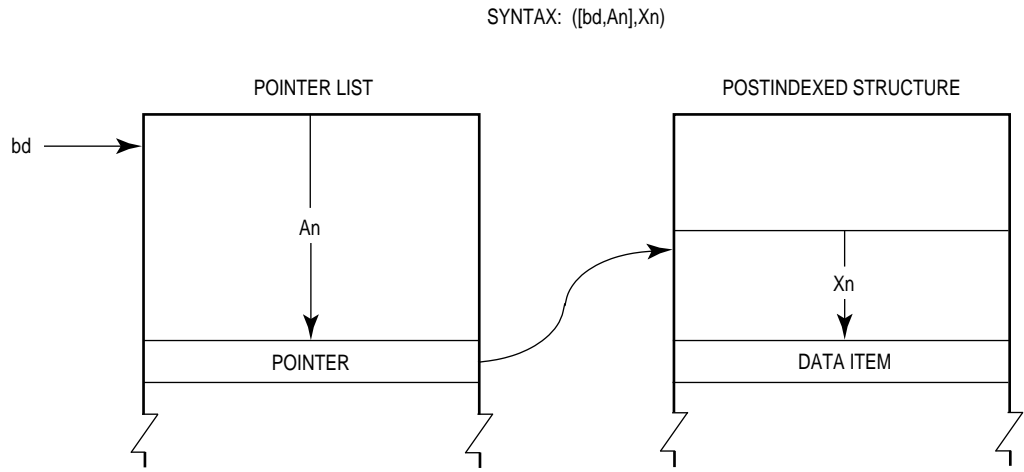 SYNTAX: ([bd,An],Xn)
POINTER LIST
POSTINDEXED STRUCTURE
bd
An
Xn
POINTER
DATA ITEM